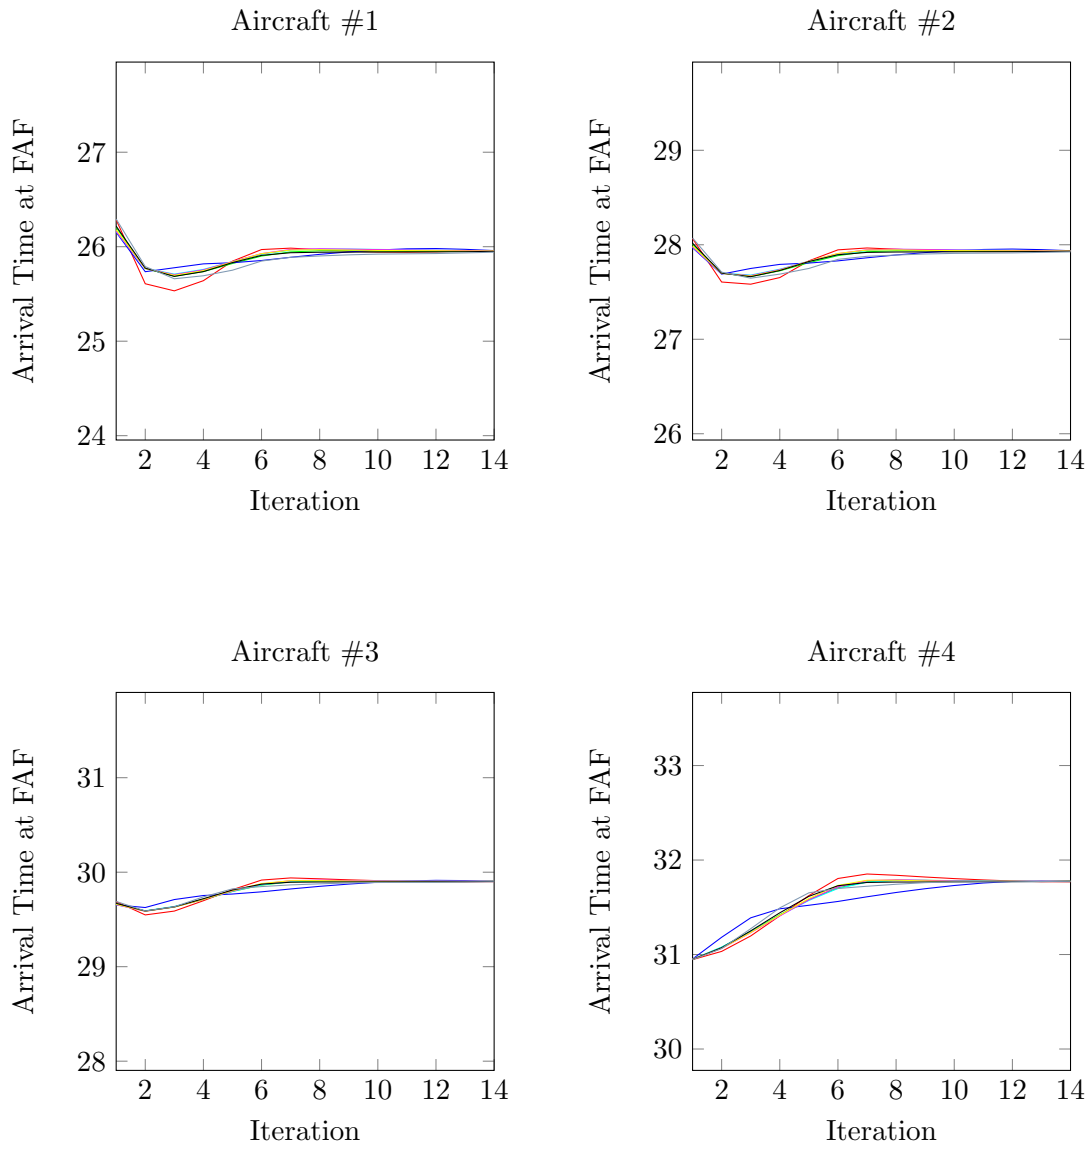 Aircraft #1
Arrival Time at FAF
27
26
25
24
2 4 6 8 10 12 14
Iteration
Aircraft #2
Arrival Time at FAF
29
28
27
26
2 4 6 8 10 12 14
Iteration
Aircraft #3
Arrival Time at FAF
31
30
29
28
2 4 6 8 10 12 14
Iteration
Aircraft #4
Arrival Time at FAF
33
32
31
30
2 4 6 8 10 12 14
Iteration